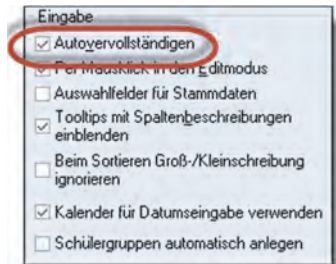 Eingabe
Autovervollständigen
Per Mausklick in den Editmodus
Auswahlfelder für Stammdaten
Tooltips mit Spaltenbeschreibungen
einblenden
Beim Sortieren Groß-/Kleinschreibung
ignorieren
Kalender für Datumseingabe verwenden
Schülergruppen automatisch anlegen